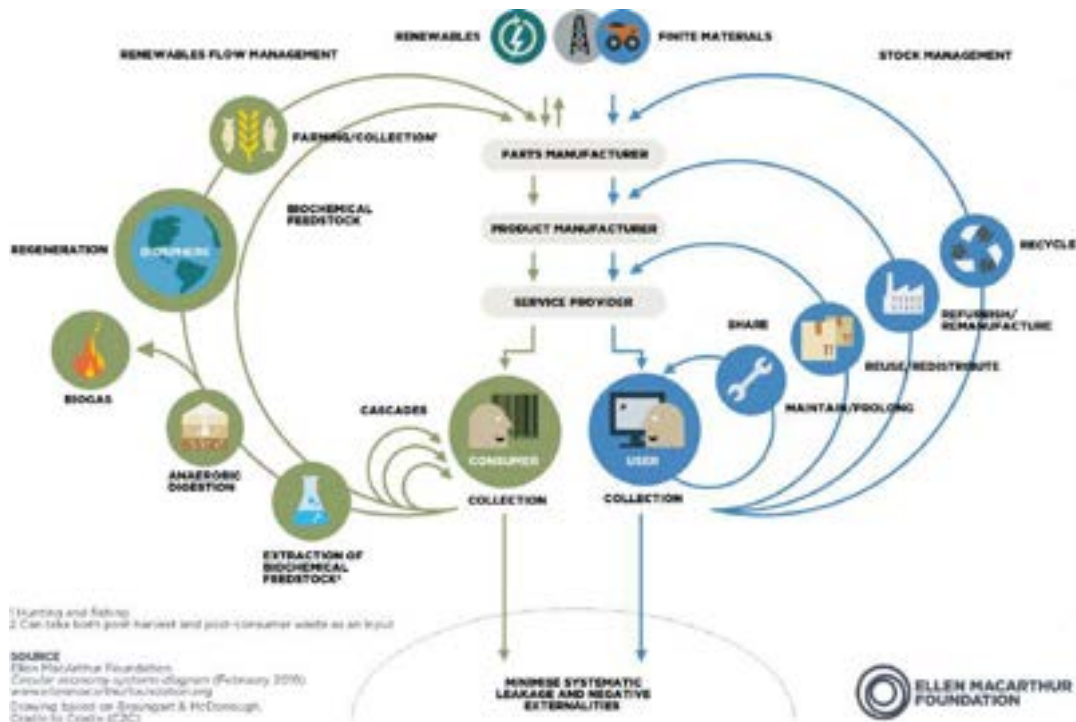 RENEWABLES
FINITE MATERIALS
RENEWABLES FLOW MANAGEMENT
STOCK MANAGEMENT
FARMING/COLLECTION¹
PARTS MANUFACTURER
BIOCHEMICAL
FEEDSTOCK
PRODUCT MANUFACTURER
REGENERATION
BIOSPHERE
RECYCLE
SERVICE PROVIDER
SHARE
REFURBISH/
REMANUFACTURE
REUSE/REDISTRIBUTE
BIOGAS
CASCADES
MAINTAIN/PROLONG
CONSUMER
USER
ANAEROBIC
DIGESTION
COLLECTION
COLLECTION
EXTRACTION OF
BIOCHEMICAL
FEEDSTOCK²
1 Hunting and fishing
2 Can take both post-harvest and post-consumer waste as an input
SOURCE
Ellen MacArthur Foundation
Circular economy systems diagram (February 2019)
www.ellenmacarthurfoundation.org
Drawing based on Braungart & McDonough,
Cradle to Cradle (C2C)
MINIMISE SYSTEMATIC
LEAKAGE AND NEGATIVE
EXTERNALITIES
ELLEN MACARTHUR
FOUNDATION